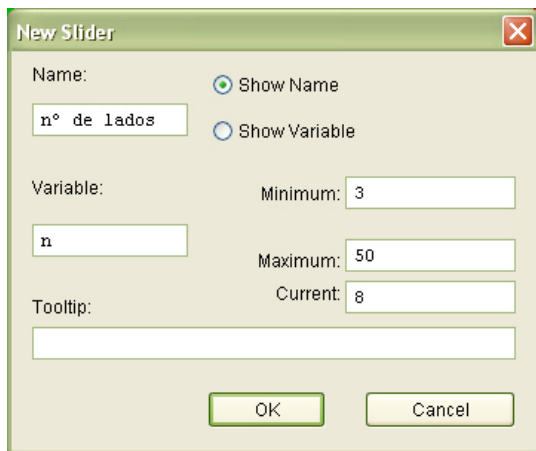 New Slider
Name:
nº de lados
Show Name
Show Variable
Variable:
n
Minimum: 3
Maximum: 50
Current: 8
Tooltip:
OK
Cancel